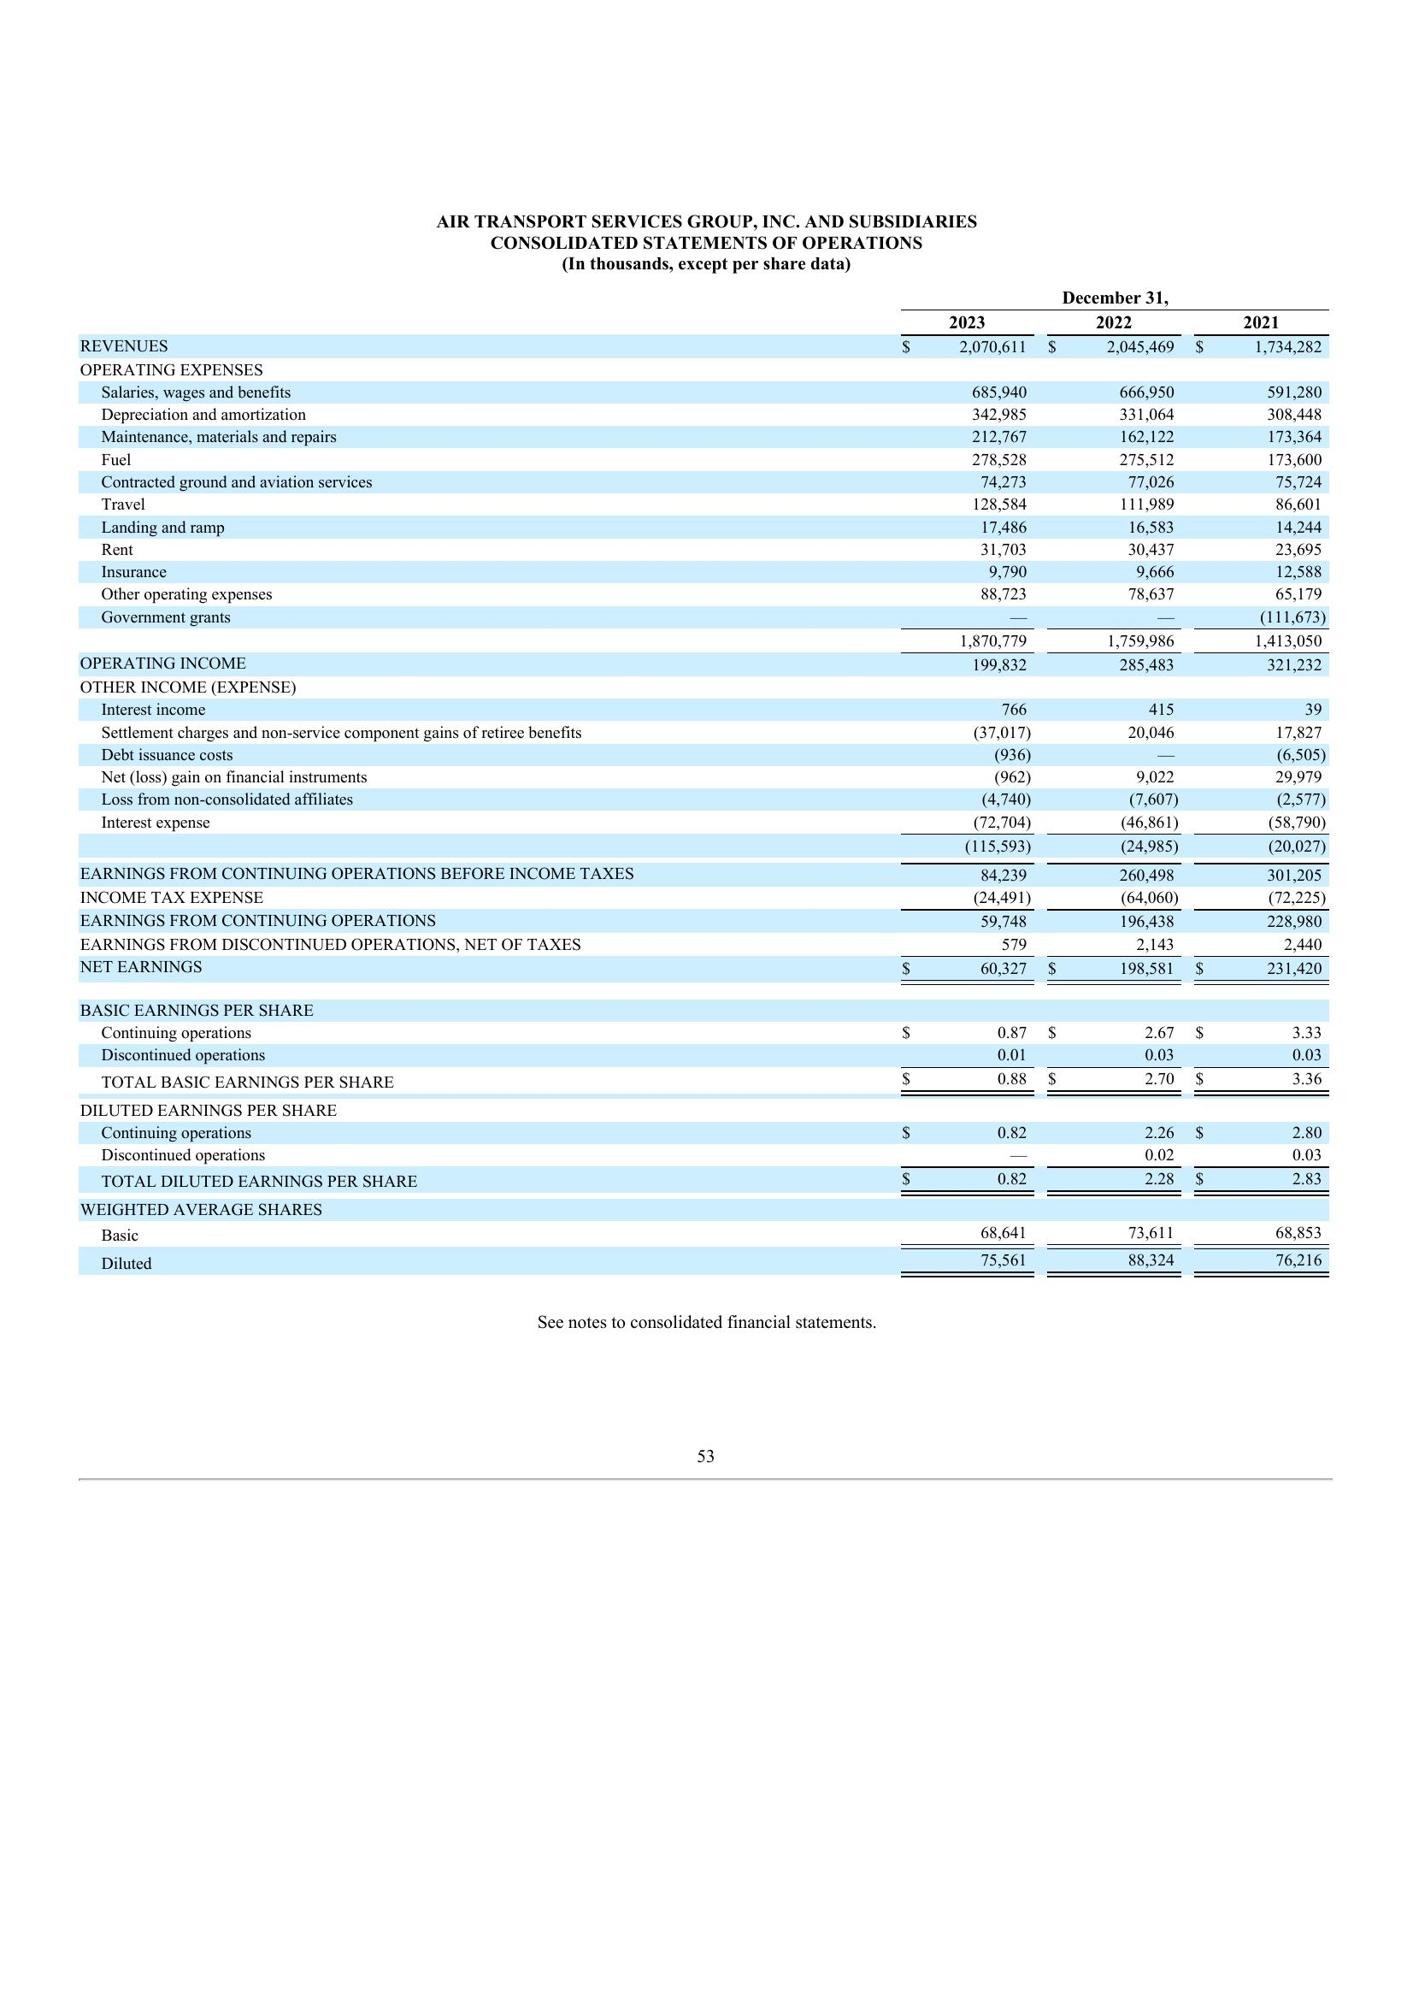 AIR TRANSPORT SERVICES GROUP, INC. AND SUBSIDIARIES
CONSOLIDATED STATEMENTS OF OPERATIONS
(In thousands, except per share data)
December 31,
2023 2022 2021
REVENUES $ 2,070,611 $ 2,045,469 $ 1,734,282
OPERATING EXPENSES
Salaries, wages and benefits 685,940 666,950 591,280
Depreciation and amortization 342,985 331,064 308,448
Maintenance, materials and repairs 212,767 162,122 173,364
Fuel 278,528 275,512 173,600
Contracted ground and aviation services 74,273 77,026 75,724
Travel 128,584 111,989 86,601
Landing and ramp 17,486 16,583 14,244
Rent 31,703 30,437 23,695
Insurance 9,790 9,666 12,588
Other operating expenses 88,723 78,637 65,179
Government grants — — (111,673)
1,870,779 1,759,986 1,413,050
OPERATING INCOME 199,832 285,483 321,232
OTHER INCOME (EXPENSE)
Interest income 766 415 39
Settlement charges and non-service component gains of retiree benefits (37,017) 20,046 17,827
Debt issuance costs (936) — (6,505)
Net (loss) gain on financial instruments (962) 9,022 29,979
Loss from non-consolidated affiliates (4,740) (7,607) (2,577)
Interest expense (72,704) (46,861) (58,790)
(115,593) (24,985) (20,027)
EARNINGS FROM CONTINUING OPERATIONS BEFORE INCOME TAXES 84,239 260,498 301,205
INCOME TAX EXPENSE (24,491) (64,060) (72,225)
EARNINGS FROM CONTINUING OPERATIONS 59,748 196,438 228,980
EARNINGS FROM DISCONTINUED OPERATIONS, NET OF TAXES 579 2,143 2,440
NET EARNINGS $ 60,327 $ 198,581 $ 231,420
BASIC EARNINGS PER SHARE
Continuing operations $ 0.87 $ 2.67 $ 3.33
Discontinued operations 0.01 0.03 0.03
TOTAL BASIC EARNINGS PER SHARE $ 0.88 $ 2.70 $ 3.36
DILUTED EARNINGS PER SHARE
Continuing operations $ 0.82 2.26 $ 2.80
Discontinued operations — 0.02 0.03
TOTAL DILUTED EARNINGS PER SHARE $ 0.82 2.28 $ 2.83
WEIGHTED AVERAGE SHARES
Basic 68,641 73,611 68,853
Diluted 75,561 88,324 76,216
See notes to consolidated financial statements.
53